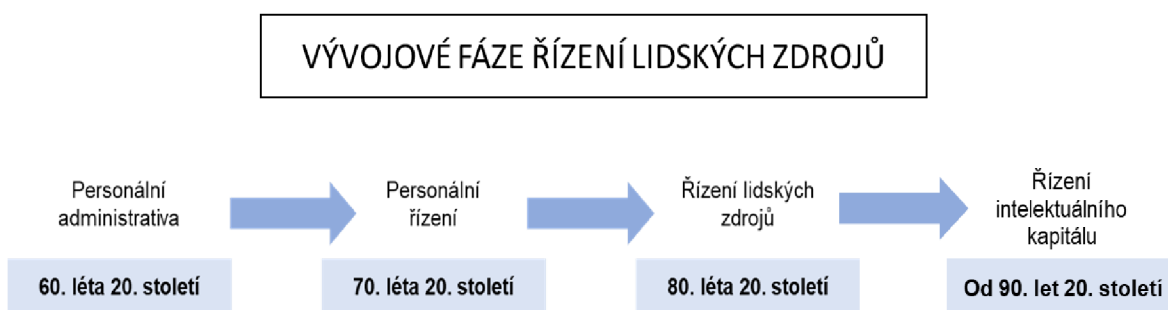 VÝVOJOVÉ FÁZE ŘÍZENÍ LIDSKÝCH ZDROJŮ
Personální
administrativa
60. léta 20. století
Personální
řízení
70. léta 20. století
Řízení lidských
zdrojů
80. léta 20. století
Řízení
intelektuálního
kapitálu
Od 90. let 20. století